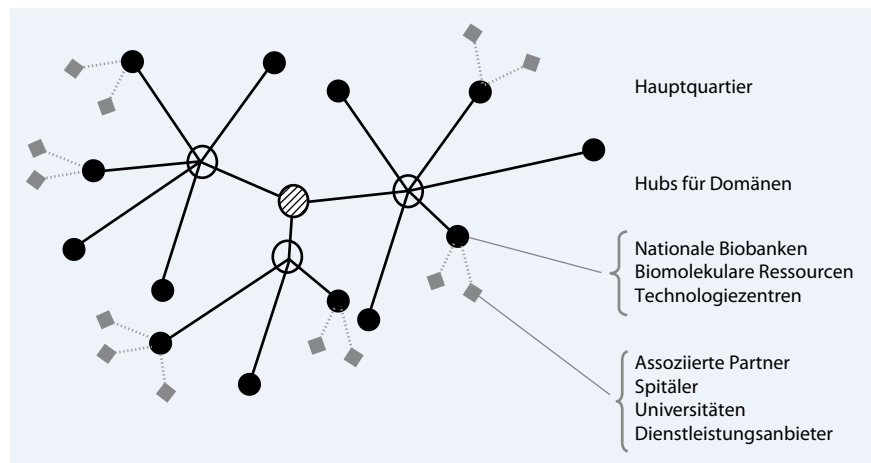 Hauptquartier
Hubs für Domänen
Nationale Biobanken
Biomolekulare Ressourcen
Technologiezentren
Assoziierte Partner
Spitäler
Universitäten
Dienstleistungsanbieter